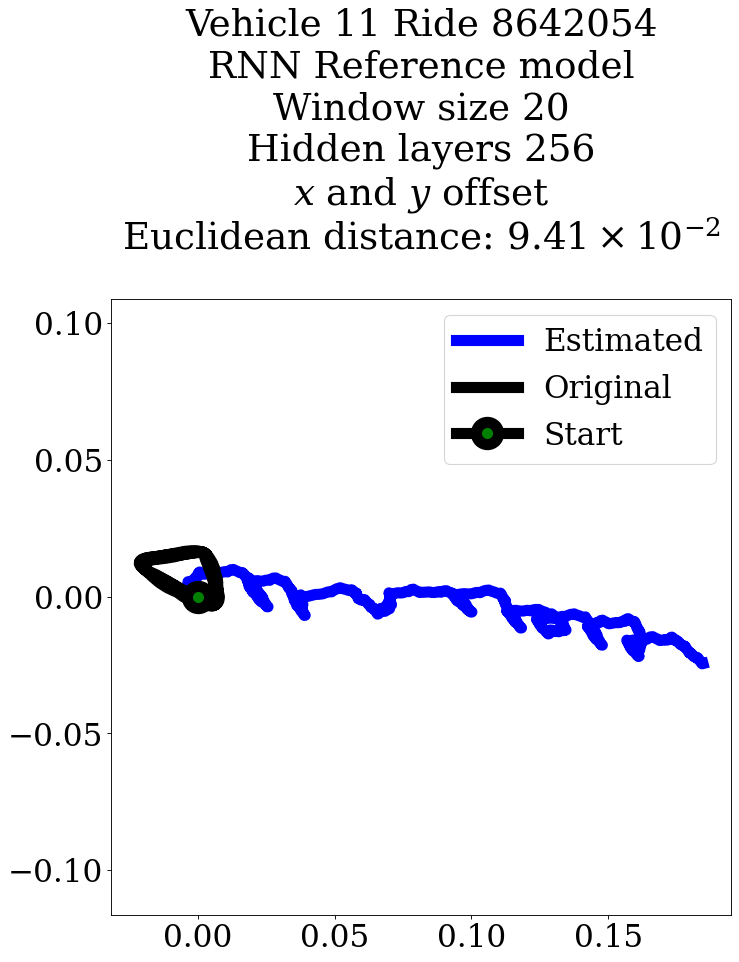 Vehicle 11 Ride 8642054
RNN Reference model
Window size 20
Hidden layers 256
x and y offset
Euclidean distance: 9.41 × 10⁻²
Estimated
Original
Start
0.10
0.05
0.00
−0.05
−0.10
0.00 0.05 0.10 0.15